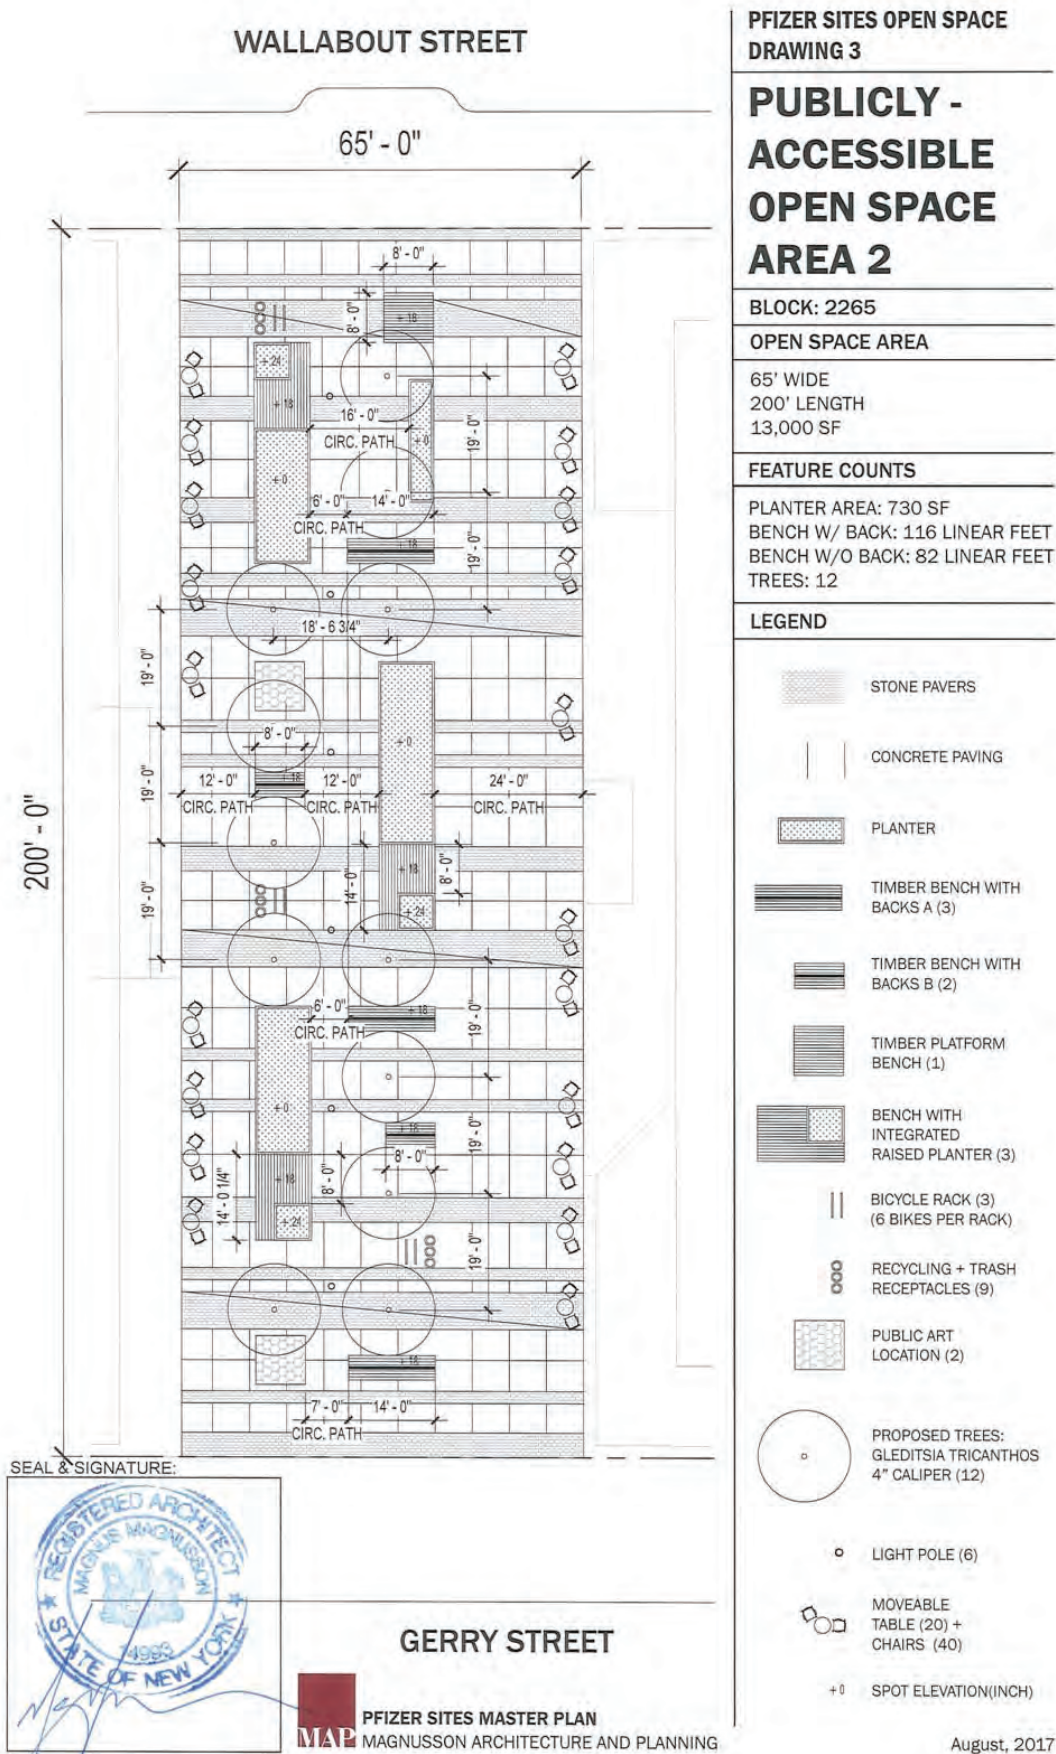 WALLABOUT STREET
65' - 0"
200' - 0"
8' - 0"
8' - 0"
+ 18
+ 24
+ 18
16' - 0"
CIRC. PATH
+ 0
19' - 0"
+ 0
6' - 0"
14' - 0"
CIRC. PATH
+ 18
19' - 0"
18' - 6 3/4"
19' - 0"
+ 0
8' - 0"
19' - 0"
+ 18
12' - 0"
12' - 0"
24' - 0"
CIRC. PATH
CIRC. PATH
CIRC. PATH
+ 18
8' - 0"
14' - 0"
19' - 0"
+ 24
6' - 0"
+ 18
CIRC. PATH
19' - 0"
+ 0
+ 18
19' - 0"
8' - 0"
+ 18
8' - 0"
14' - 0 1/4"
+ 24
19' - 0"
+ 18
7' - 0"
14' - 0"
CIRC. PATH
SEAL & SIGNATURE:
REGISTERED ARCHITECT
MAGNUS MAGNUSSON
14993
STATE OF NEW YORK
GERRY STREET
MAP
PFIZER SITES MASTER PLAN
MAGNUSSON ARCHITECTURE AND PLANNING
PFIZER SITES OPEN SPACE
DRAWING 3
PUBLICLY -
ACCESSIBLE
OPEN SPACE
AREA 2
BLOCK: 2265
OPEN SPACE AREA
65' WIDE
200' LENGTH
13,000 SF
FEATURE COUNTS
PLANTER AREA: 730 SF
BENCH W/ BACK: 116 LINEAR FEET
BENCH W/O BACK: 82 LINEAR FEET
TREES: 12
LEGEND
STONE PAVERS
CONCRETE PAVING
PLANTER
TIMBER BENCH WITH
BACKS A (3)
TIMBER BENCH WITH
BACKS B (2)
TIMBER PLATFORM
BENCH (1)
BENCH WITH
INTEGRATED
RAISED PLANTER (3)
BICYCLE RACK (3)
(6 BIKES PER RACK)
RECYCLING + TRASH
RECEPTACLES (9)
PUBLIC ART
LOCATION (2)
PROPOSED TREES:
GLEDITSIA TRICANTHOS
4" CALIPER (12)
LIGHT POLE (6)
MOVEABLE
TABLE (20) +
CHAIRS (40)
+0 SPOT ELEVATION(INCH)
August, 2017